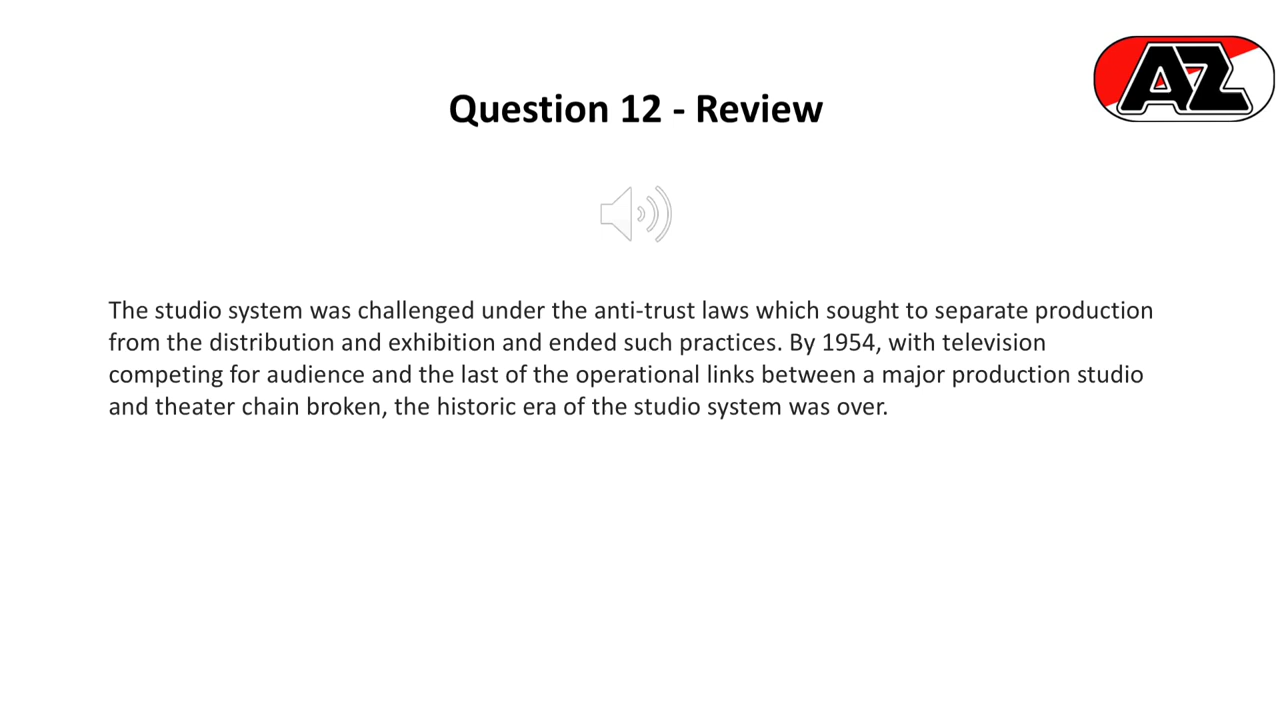 AZ
Question 12 - Review
The studio system was challenged under the anti-trust laws which sought to separate production
from the distribution and exhibition and ended such practices. By 1954, with television
competing for audience and the last of the operational links between a major production studio
and theater chain broken, the historic era of the studio system was over.